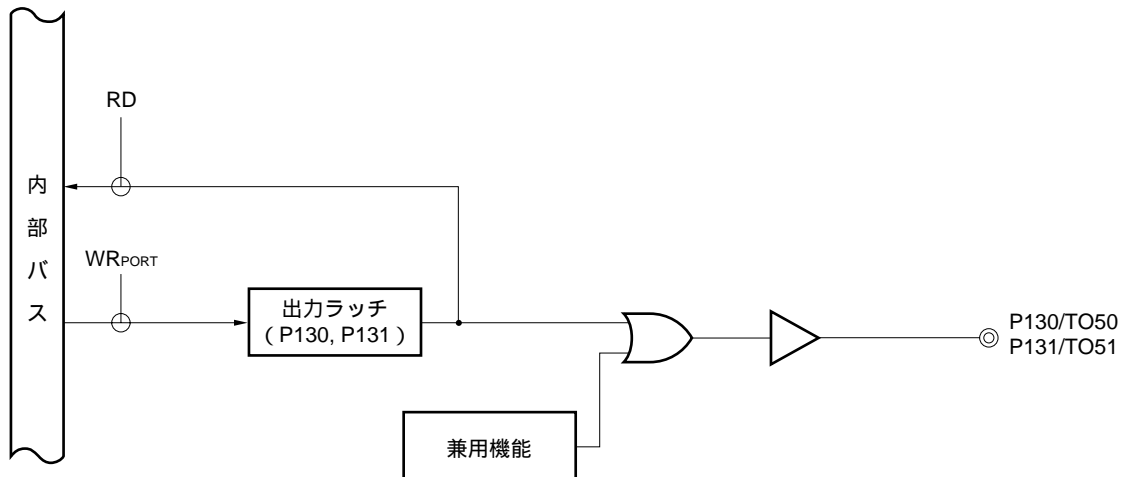 RD
内部バス
WRPORT
出力ラッチ
( P130, P131 )
P130/TO50
P131/TO51
兼用機能